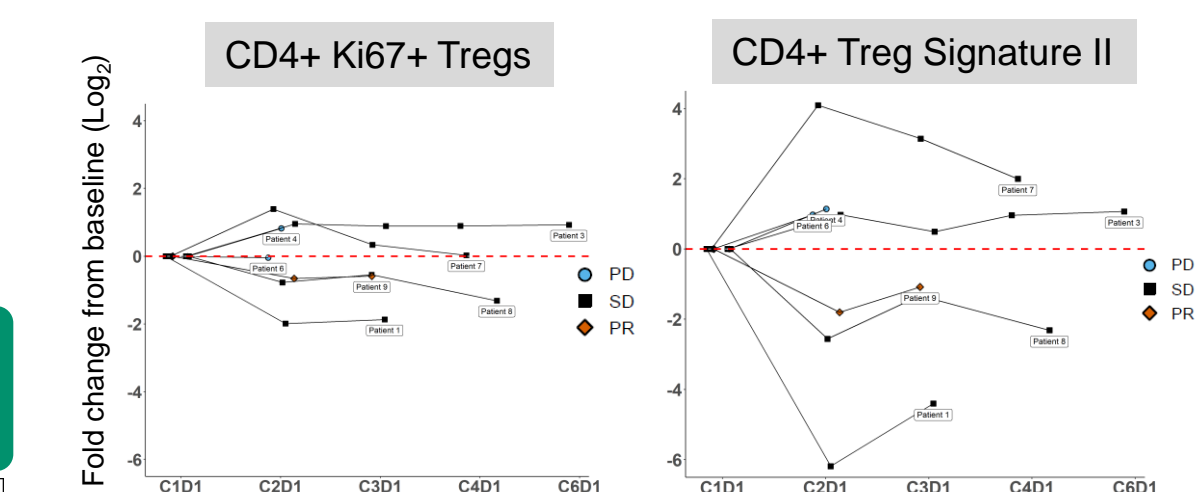 CD4+ Ki67+ Tregs
CD4+ Treg Signature II
Fold change from baseline (Log₂)
4
2
0
-2
-4
-6
Patient 4
Patient 6
Patient 3
Patient 7
Patient 9
Patient 8
Patient 1
PD
SD
PR
C1D1 C2D1 C3D1 C4D1 C6D1
4
2
0
-2
-4
-6
Patient 7
Patient 4
Patient 6
Patient 3
Patient 9
Patient 8
Patient 1
PD
SD
PR
C1D1 C2D1 C3D1 C4D1 C6D1